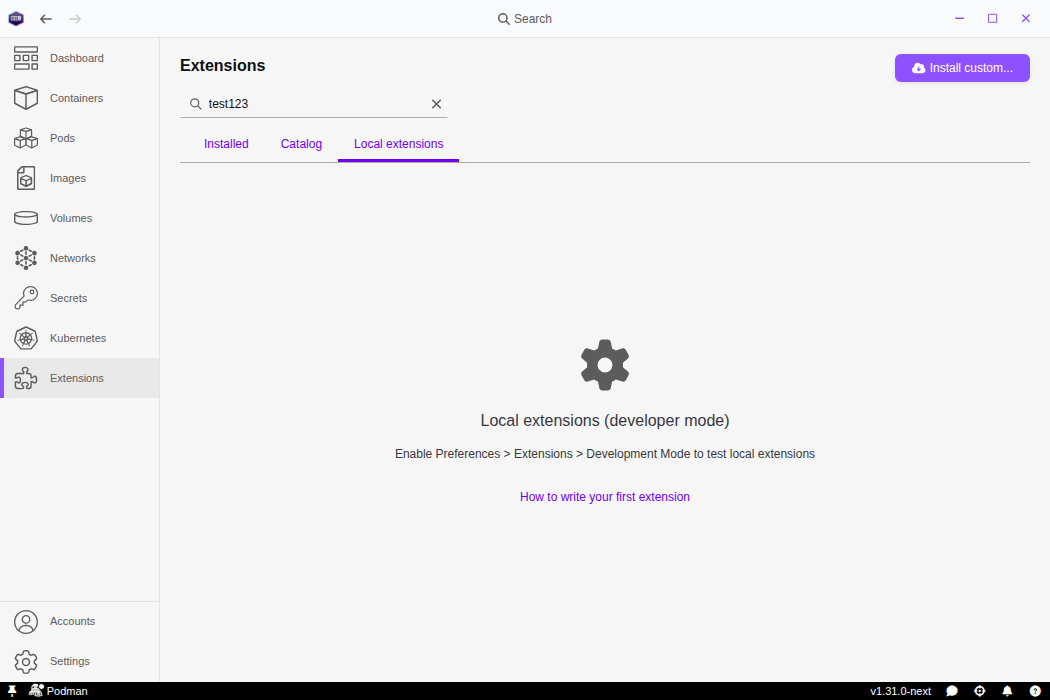 Search
Dashboard
Containers
Pods
Images
Volumes
Networks
Secrets
Kubernetes
Extensions
Accounts
Settings
Extensions
Install custom...
test123
Installed
Catalog
Local extensions
Local extensions (developer mode)
Enable Preferences > Extensions > Development Mode to test local extensions
How to write your first extension
Podman
v1.31.0-next